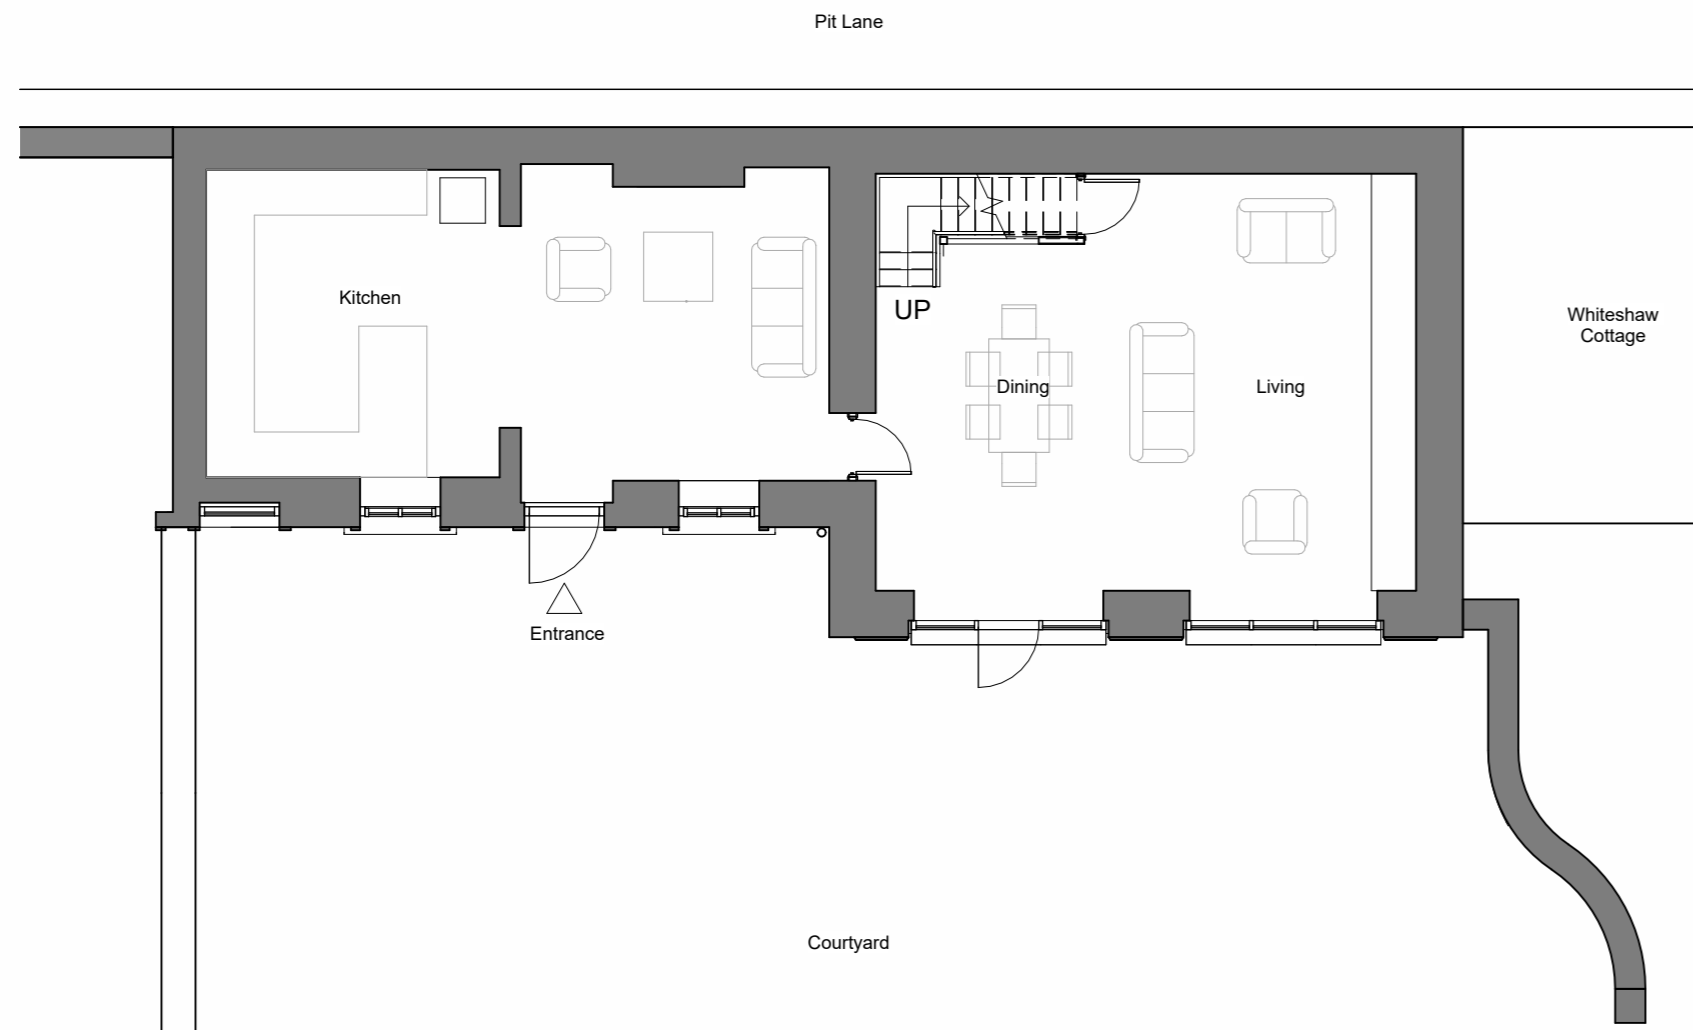 Pit Lane
Kitchen
UP
Whiteshaw
Cottage
Dining
Living
Entrance
Courtyard